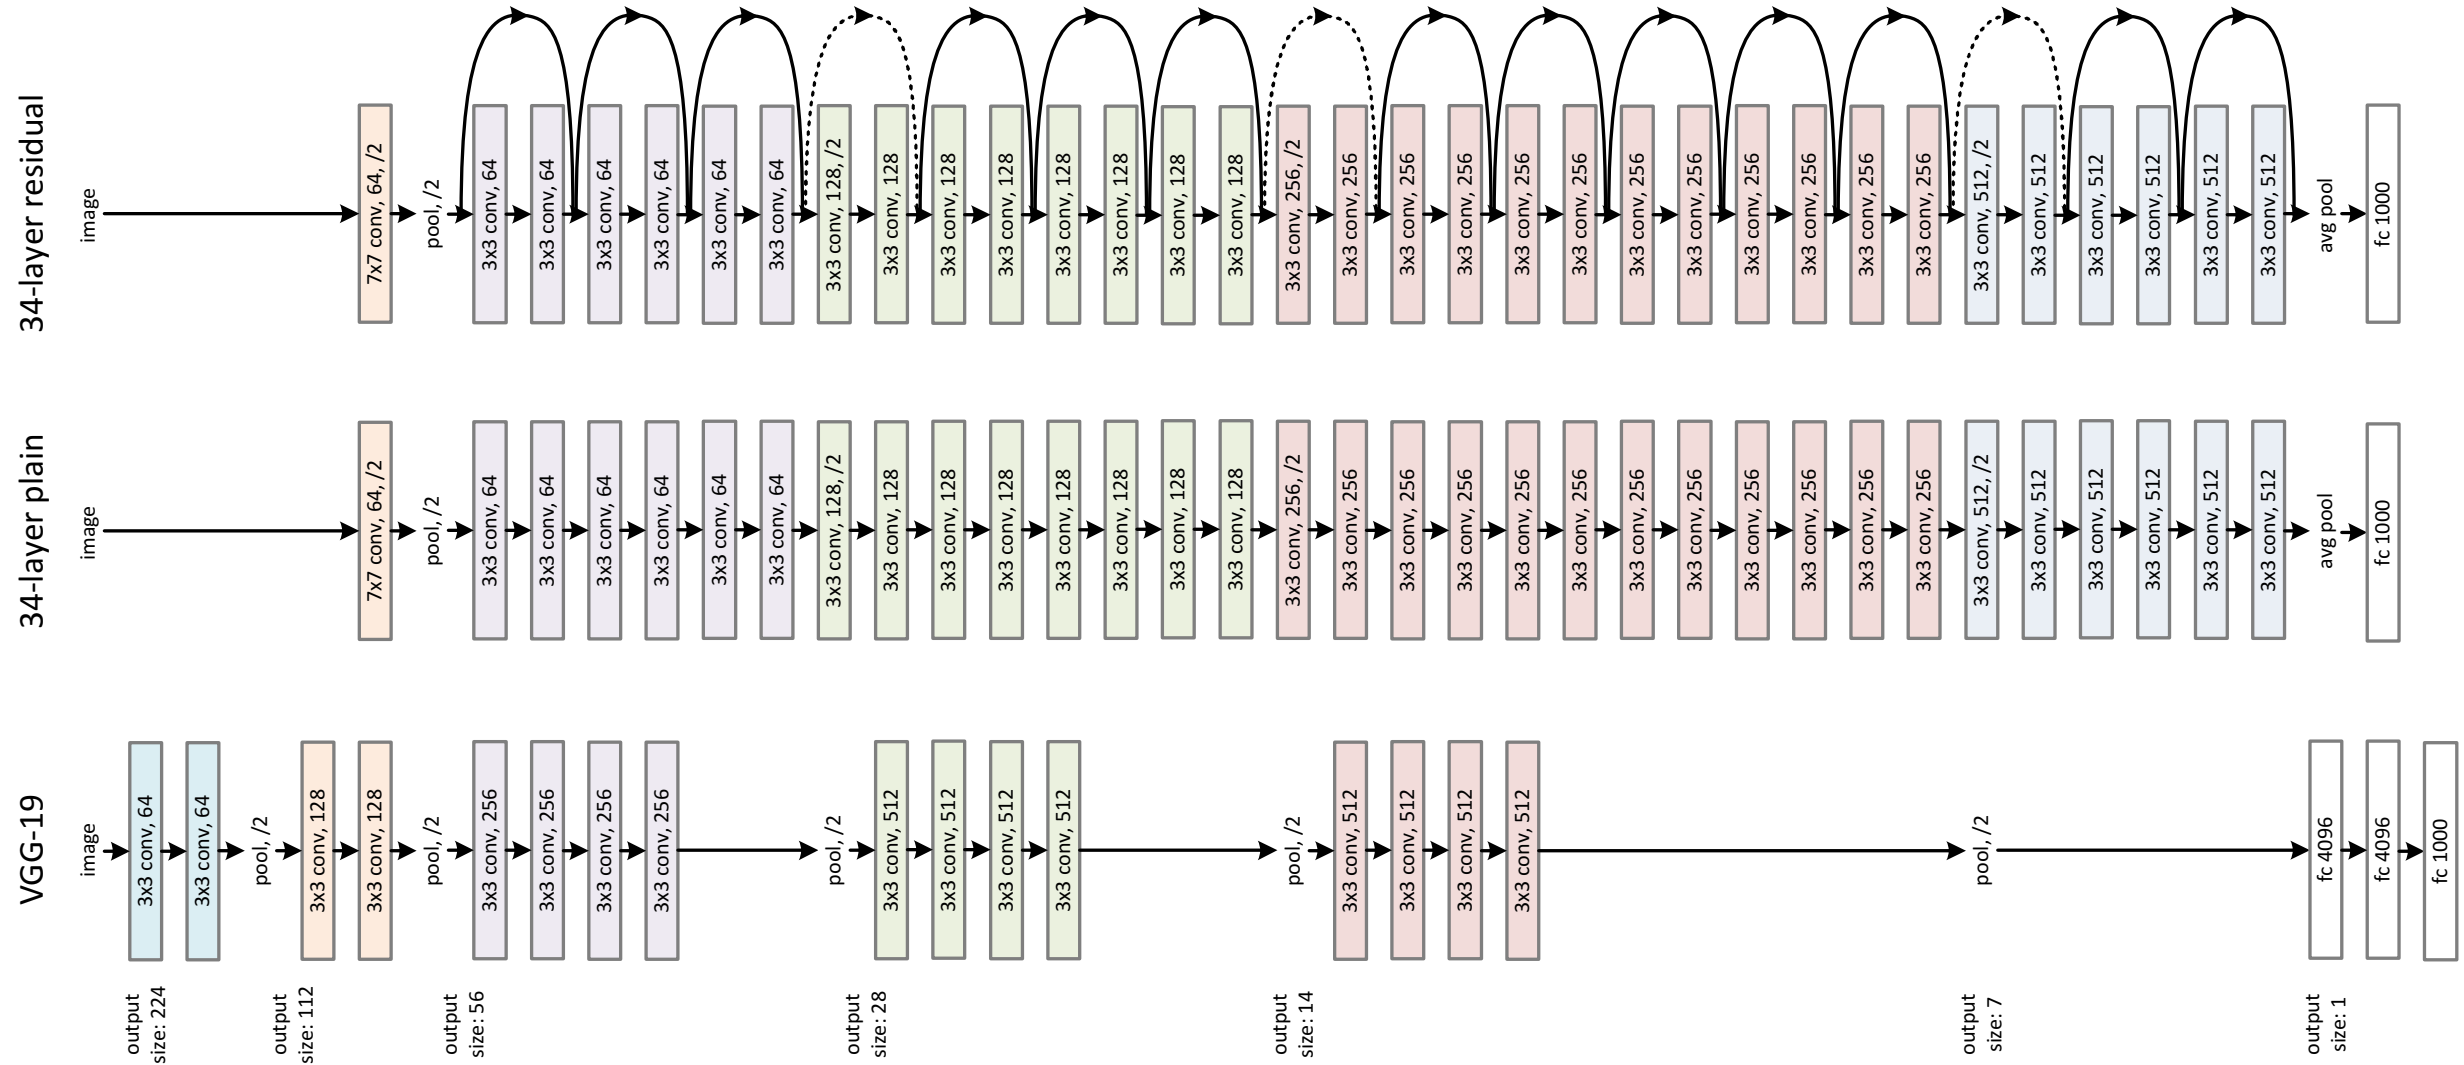 34-layer residual
image
7x7 conv, 64, /2
pool, /2
3x3 conv, 64
3x3 conv, 64
3x3 conv, 64
3x3 conv, 64
3x3 conv, 64
3x3 conv, 64
3x3 conv, 128, /2
3x3 conv, 128
3x3 conv, 128
3x3 conv, 128
3x3 conv, 128
3x3 conv, 128
3x3 conv, 128
3x3 conv, 128
3x3 conv, 256, /2
3x3 conv, 256
3x3 conv, 256
3x3 conv, 256
3x3 conv, 256
3x3 conv, 256
3x3 conv, 256
3x3 conv, 256
3x3 conv, 256
3x3 conv, 256
3x3 conv, 256
3x3 conv, 256
3x3 conv, 512, /2
3x3 conv, 512
3x3 conv, 512
3x3 conv, 512
3x3 conv, 512
3x3 conv, 512
avg pool
fc 1000
34-layer plain
image
7x7 conv, 64, /2
pool, /2
3x3 conv, 64
3x3 conv, 64
3x3 conv, 64
3x3 conv, 64
3x3 conv, 64
3x3 conv, 64
3x3 conv, 128, /2
3x3 conv, 128
3x3 conv, 128
3x3 conv, 128
3x3 conv, 128
3x3 conv, 128
3x3 conv, 128
3x3 conv, 128
3x3 conv, 256, /2
3x3 conv, 256
3x3 conv, 256
3x3 conv, 256
3x3 conv, 256
3x3 conv, 256
3x3 conv, 256
3x3 conv, 256
3x3 conv, 256
3x3 conv, 256
3x3 conv, 256
3x3 conv, 256
3x3 conv, 512, /2
3x3 conv, 512
3x3 conv, 512
3x3 conv, 512
3x3 conv, 512
3x3 conv, 512
avg pool
fc 1000
VGG-19
image
3x3 conv, 64
3x3 conv, 64
pool, /2
3x3 conv, 128
3x3 conv, 128
pool, /2
3x3 conv, 256
3x3 conv, 256
3x3 conv, 256
3x3 conv, 256
pool, /2
3x3 conv, 512
3x3 conv, 512
3x3 conv, 512
3x3 conv, 512
pool, /2
3x3 conv, 512
3x3 conv, 512
3x3 conv, 512
3x3 conv, 512
pool, /2
fc 4096
fc 4096
fc 1000
output
size: 224
output
size: 112
output
size: 56
output
size: 28
output
size: 14
output
size: 7
output
size: 1